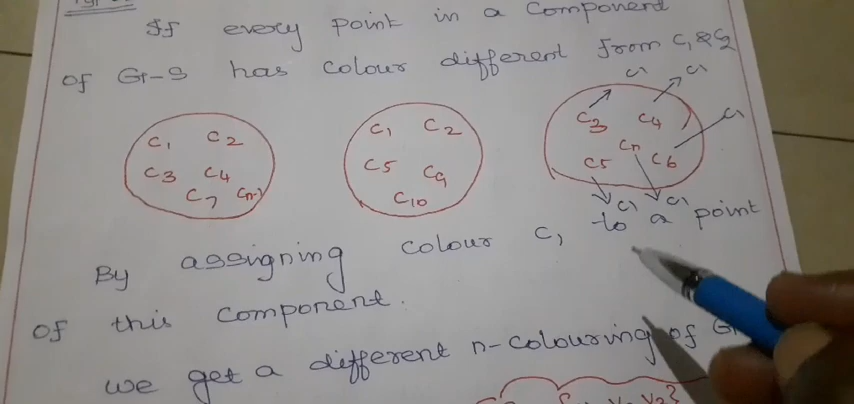 If every point in a component
of G-S has colour different from C1 & C2
C1 C1
C1 C2 C1 C2 C3 C4 C1
C3 C4 C5 C9 C5 Cn C6
C7 Cn-1 C10 C1 C1
By assigning colour C1 to a point
of this component.
we get a different n-colouring of G